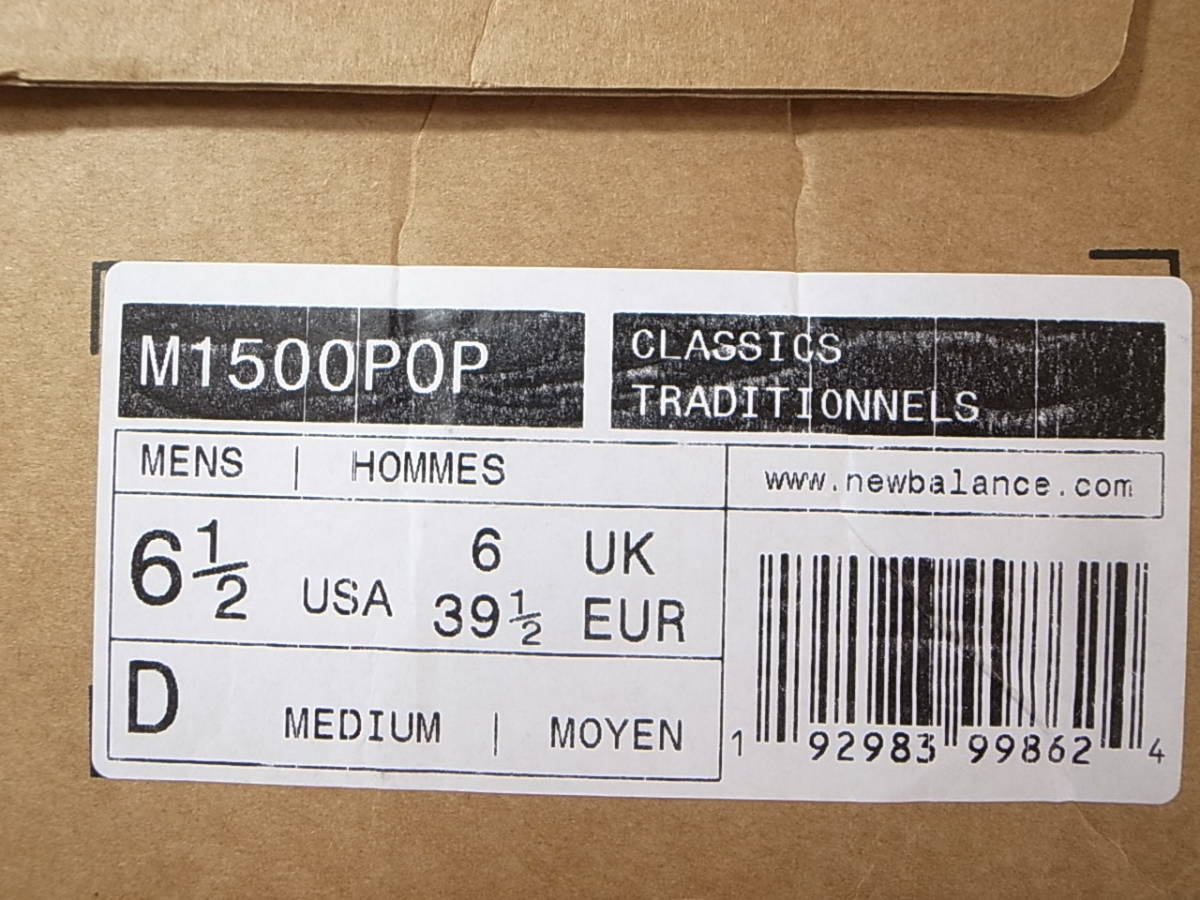 M1500POP
CLASSICS
TRADITIONNELS
MENS | HOMMES
www.newbalance.com
6½ USA
6 UK
39½ EUR
D MEDIUM | MOYEN
1 92983 99862 4